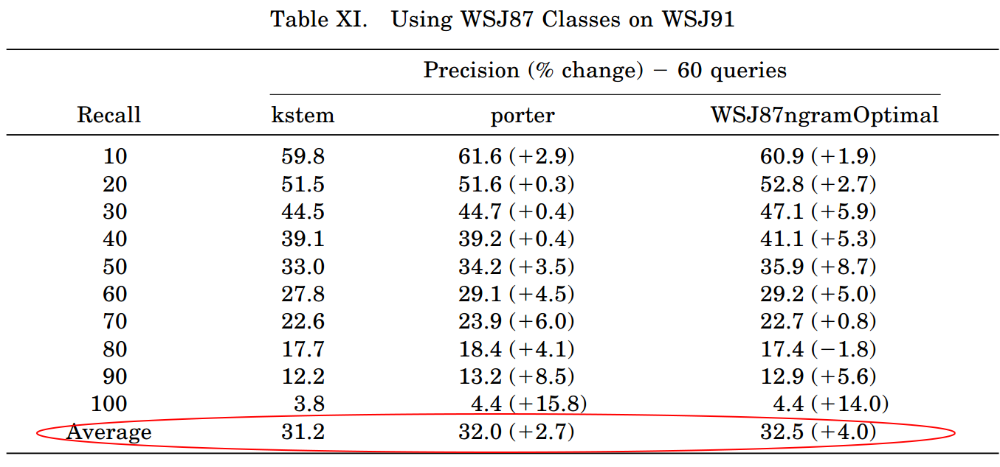 Table XI. Using WSJ87 Classes on WSJ91
Precision (% change) − 60 queries
Recall kstem porter WSJ87ngramOptimal
10 59.8 61.6 (+2.9) 60.9 (+1.9)
20 51.5 51.6 (+0.3) 52.8 (+2.7)
30 44.5 44.7 (+0.4) 47.1 (+5.9)
40 39.1 39.2 (+0.4) 41.1 (+5.3)
50 33.0 34.2 (+3.5) 35.9 (+8.7)
60 27.8 29.1 (+4.5) 29.2 (+5.0)
70 22.6 23.9 (+6.0) 22.7 (+0.8)
80 17.7 18.4 (+4.1) 17.4 (−1.8)
90 12.2 13.2 (+8.5) 12.9 (+5.6)
100 3.8 4.4 (+15.8) 4.4 (+14.0)
Average 31.2 32.0 (+2.7) 32.5 (+4.0)